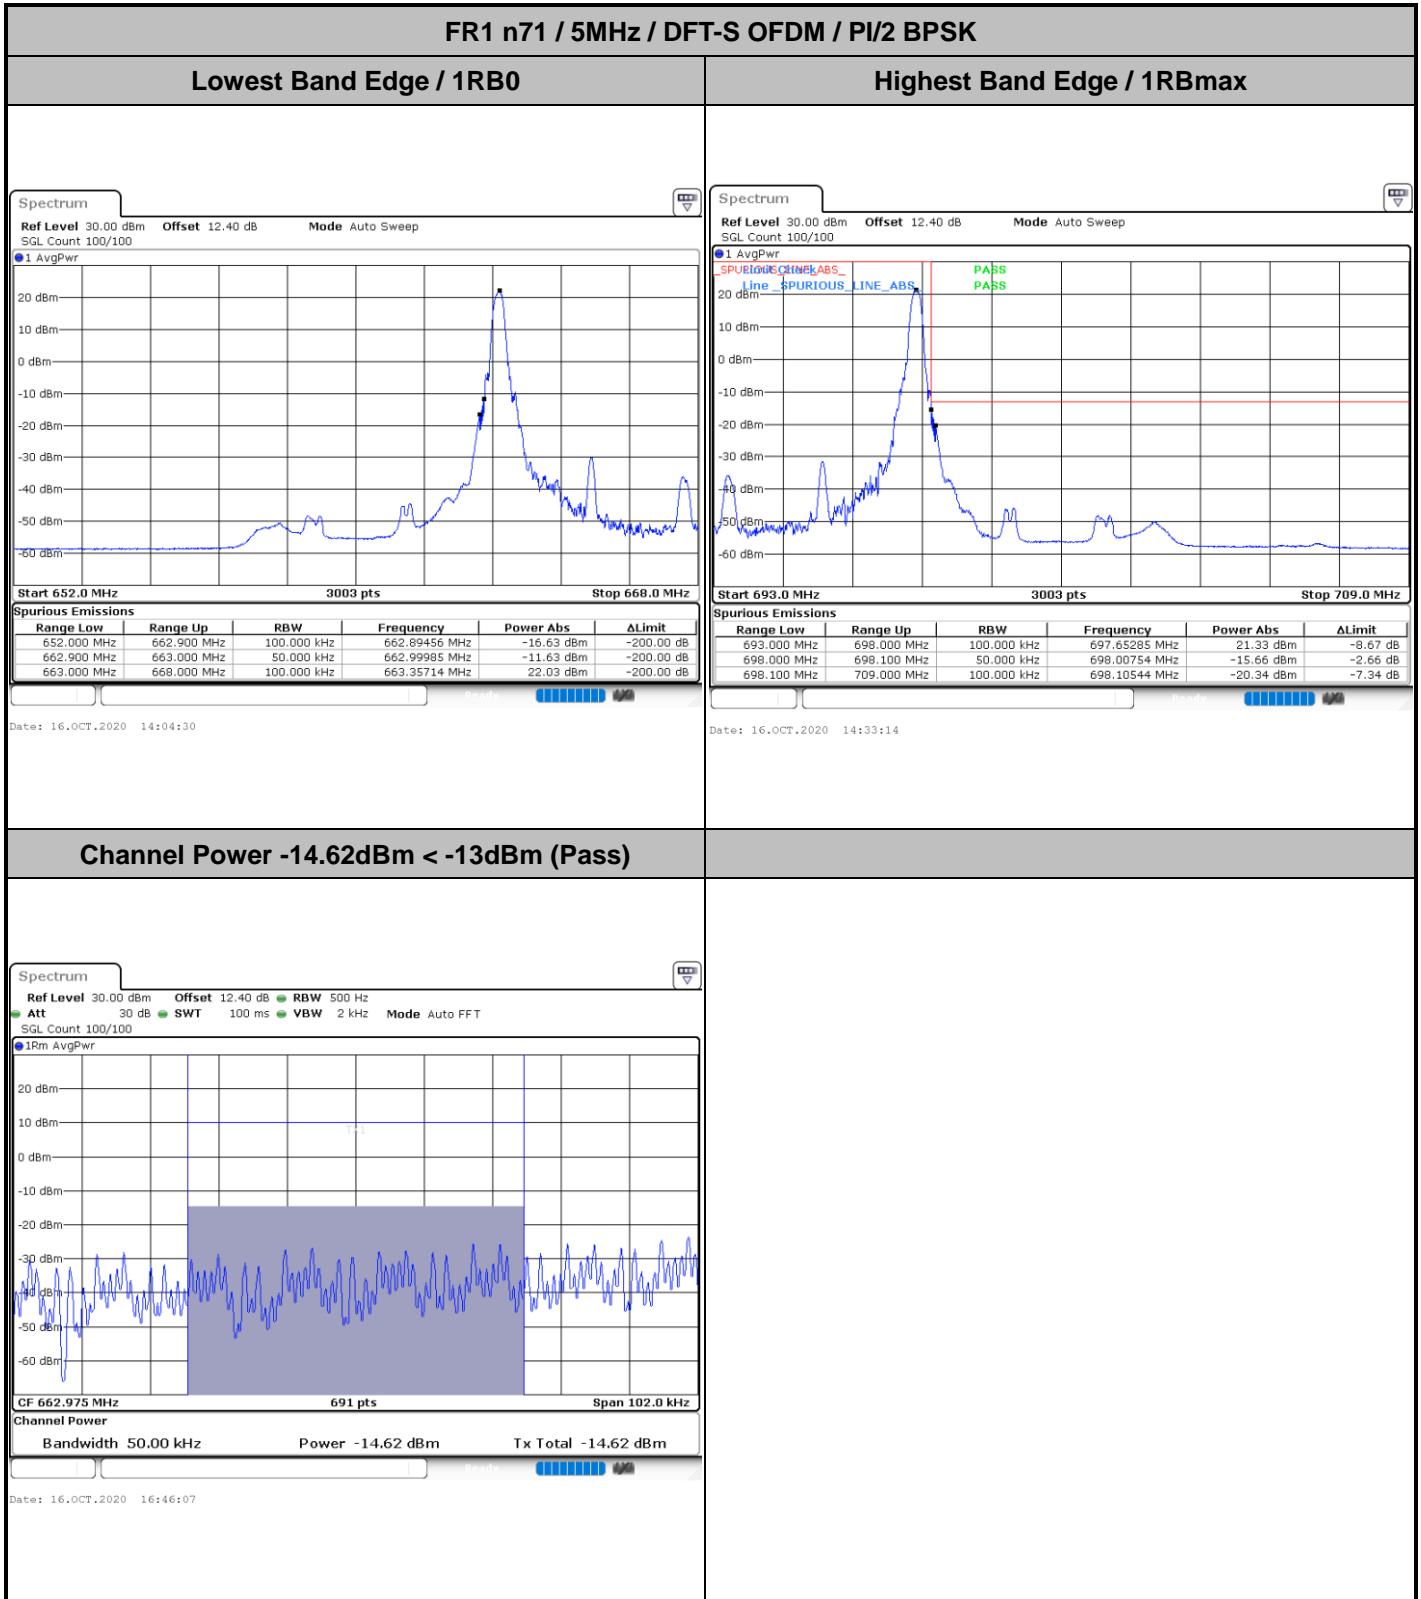 FR1 n71 / 5MHz / DFT-S OFDM / PI/2 BPSK
Lowest Band Edge / 1RB0
Highest Band Edge / 1RBmax
Spectrum
Ref Level 30.00 dBm Offset 12.40 dB Mode Auto Sweep
SGL Count 100/100
1 AvgPwr
20 dBm
10 dBm
0 dBm
-10 dBm
-20 dBm
-30 dBm
-40 dBm
-50 dBm
-60 dBm
Start 652.0 MHz 3003 pts Stop 668.0 MHz
Spurious Emissions
Range Low Range Up RBW Frequency Power Abs ΔLimit
652.000 MHz 662.900 MHz 100.000 kHz 662.89456 MHz -16.63 dBm -200.00 dB
662.900 MHz 663.000 MHz 50.000 kHz 662.99985 MHz -11.63 dBm -200.00 dB
663.000 MHz 668.000 MHz 100.000 kHz 663.35714 MHz 22.03 dBm -200.00 dB
Ready
Date: 16.OCT.2020 14:04:30
Spectrum
Ref Level 30.00 dBm Offset 12.40 dB Mode Auto Sweep
SGL Count 100/100
1 AvgPwr
Limit Check PASS
Line _SPURIOUS_LINE_ABS_ PASS
20 dBm
10 dBm
0 dBm
-10 dBm
-20 dBm
-30 dBm
-40 dBm
-50 dBm
-60 dBm
Start 693.0 MHz 3003 pts Stop 709.0 MHz
Spurious Emissions
Range Low Range Up RBW Frequency Power Abs ΔLimit
693.000 MHz 698.000 MHz 100.000 kHz 697.65285 MHz 21.33 dBm -8.67 dB
698.000 MHz 698.100 MHz 50.000 kHz 698.00754 MHz -15.66 dBm -2.66 dB
698.100 MHz 709.000 MHz 100.000 kHz 698.10544 MHz -20.34 dBm -7.34 dB
Ready
Date: 16.OCT.2020 14:33:14
Channel Power -14.62dBm < -13dBm (Pass)
Spectrum
Ref Level 30.00 dBm Offset 12.40 dB RBW 500 Hz
Att 30 dB SWT 100 ms VBW 2 kHz Mode Auto FFT
SGL Count 100/100
1Rm AvgPwr
20 dBm
10 dBm
0 dBm
-10 dBm
-20 dBm
-30 dBm
-40 dBm
-50 dBm
-60 dBm
CF 662.975 MHz 691 pts Span 102.0 kHz
Channel Power
Bandwidth 50.00 kHz Power -14.62 dBm Tx Total -14.62 dBm
Ready
Date: 16.OCT.2020 16:46:07